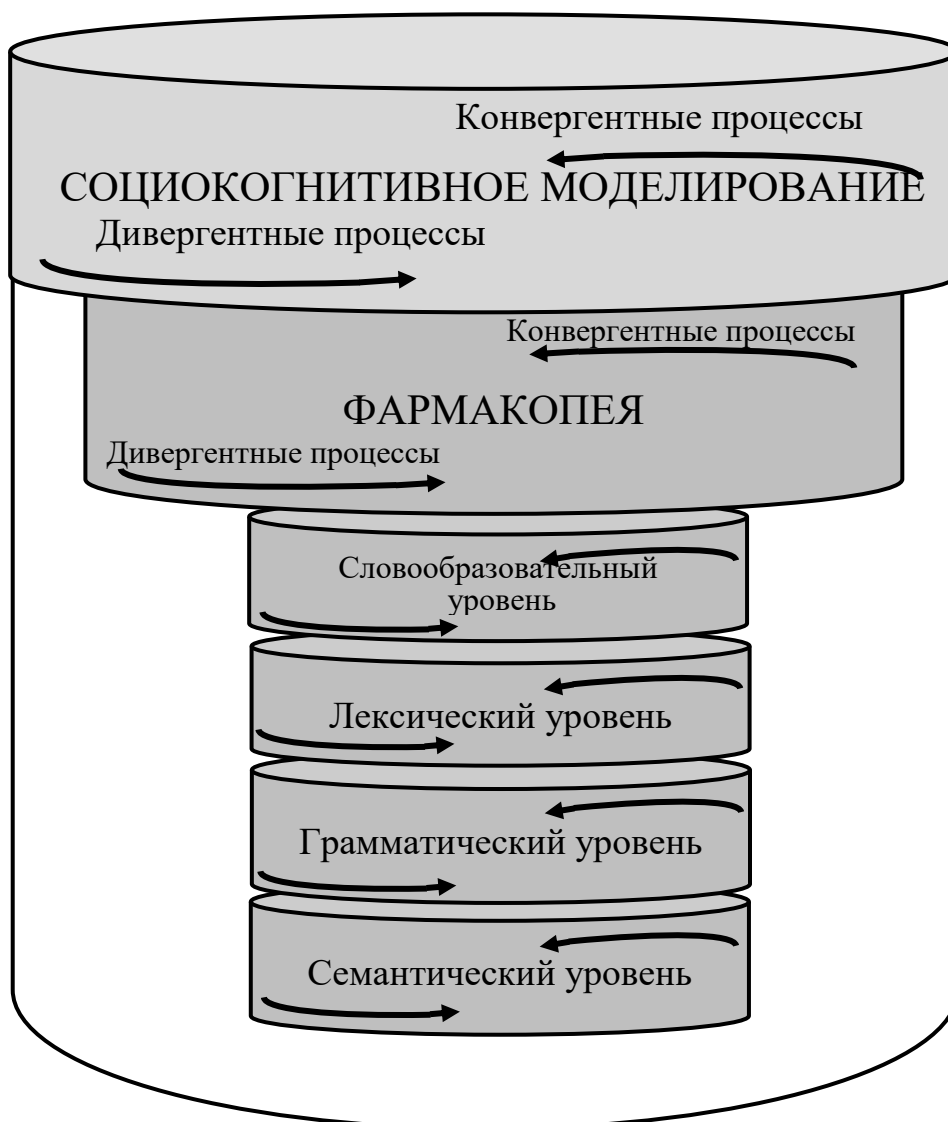 Конвергентные процессы
СОЦИОКОГНИТИВНОЕ МОДЕЛИРОВАНИЕ
Дивергентные процессы
Конвергентные процессы
ФАРМАКОПЕЯ
Дивергентные процессы
Словообразовательный
уровень
Лексический уровень
Грамматический уровень
Семантический уровень